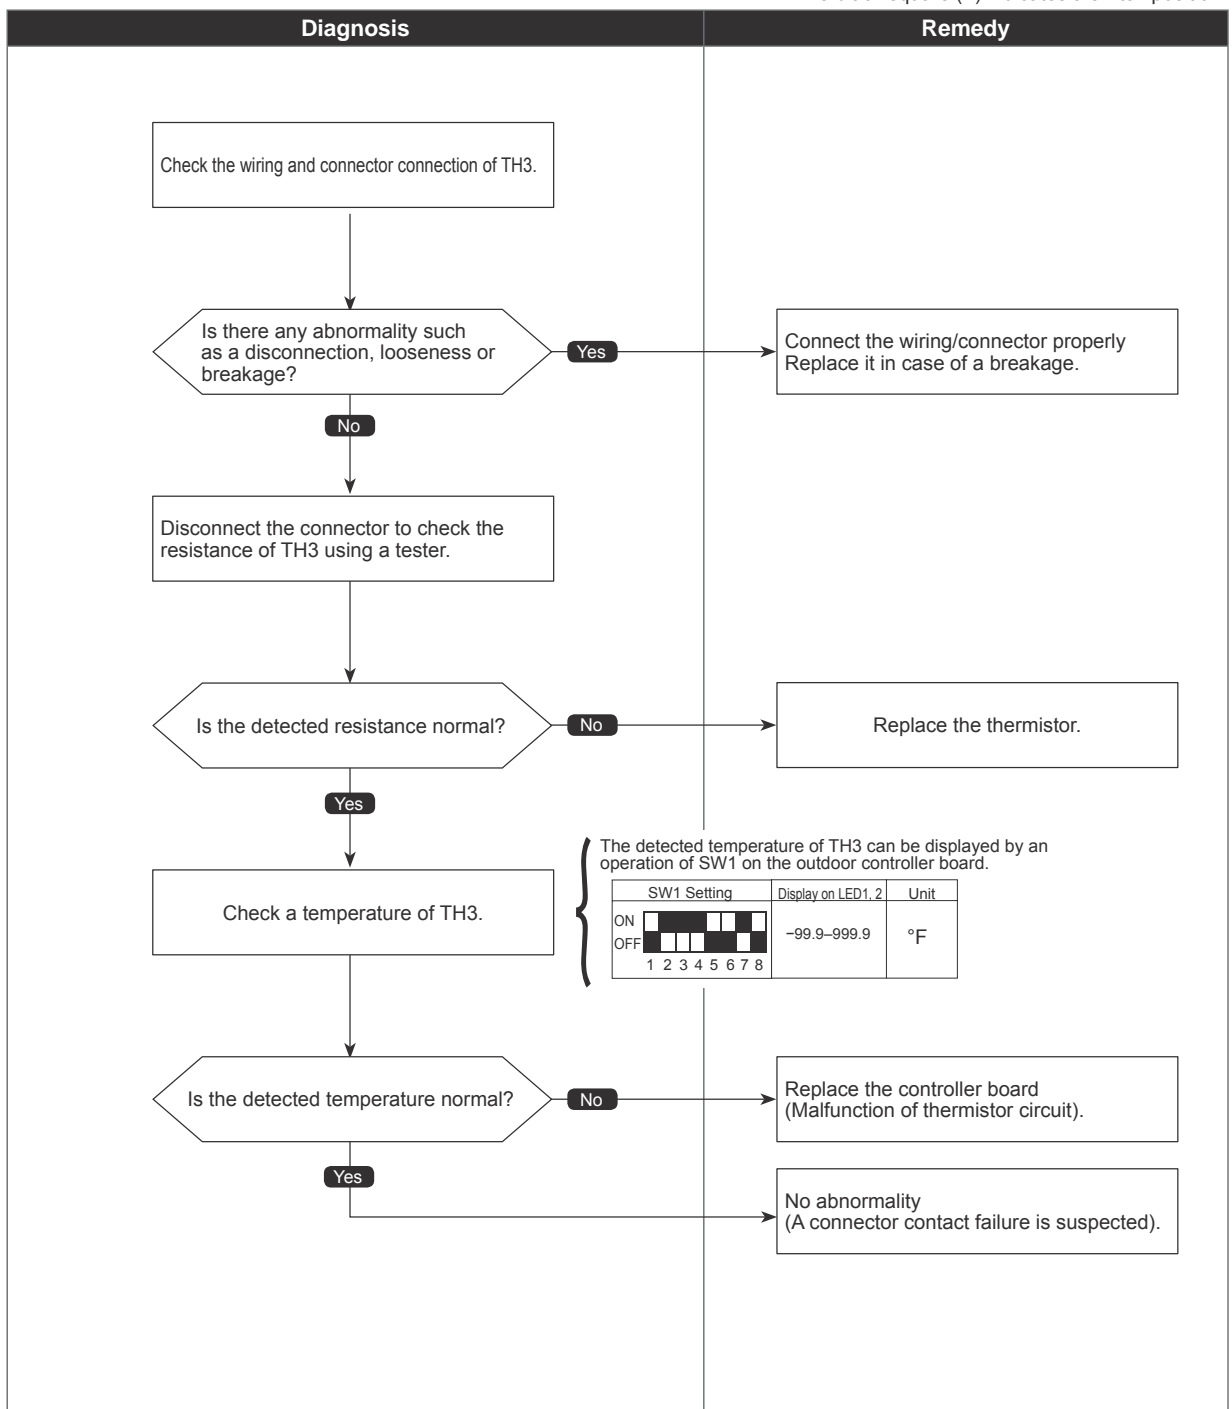 Diagnosis
Remedy
Check the wiring and connector connection of TH3.
Is there any abnormality such
as a disconnection, looseness or
breakage?
Yes
Connect the wiring/connector properly
Replace it in case of a breakage.
No
Disconnect the connector to check the
resistance of TH3 using a tester.
Is the detected resistance normal?
No
Replace the thermistor.
Yes
The detected temperature of TH3 can be displayed by an
operation of SW1 on the outdoor controller board.
Check a temperature of TH3.
SW1 Setting
Display on LED1, 2
Unit
ON
OFF
1 2 3 4 5 6 7 8
−99.9–999.9
°F
Is the detected temperature normal?
No
Replace the controller board
(Malfunction of thermistor circuit).
Yes
No abnormality
(A connector contact failure is suspected).